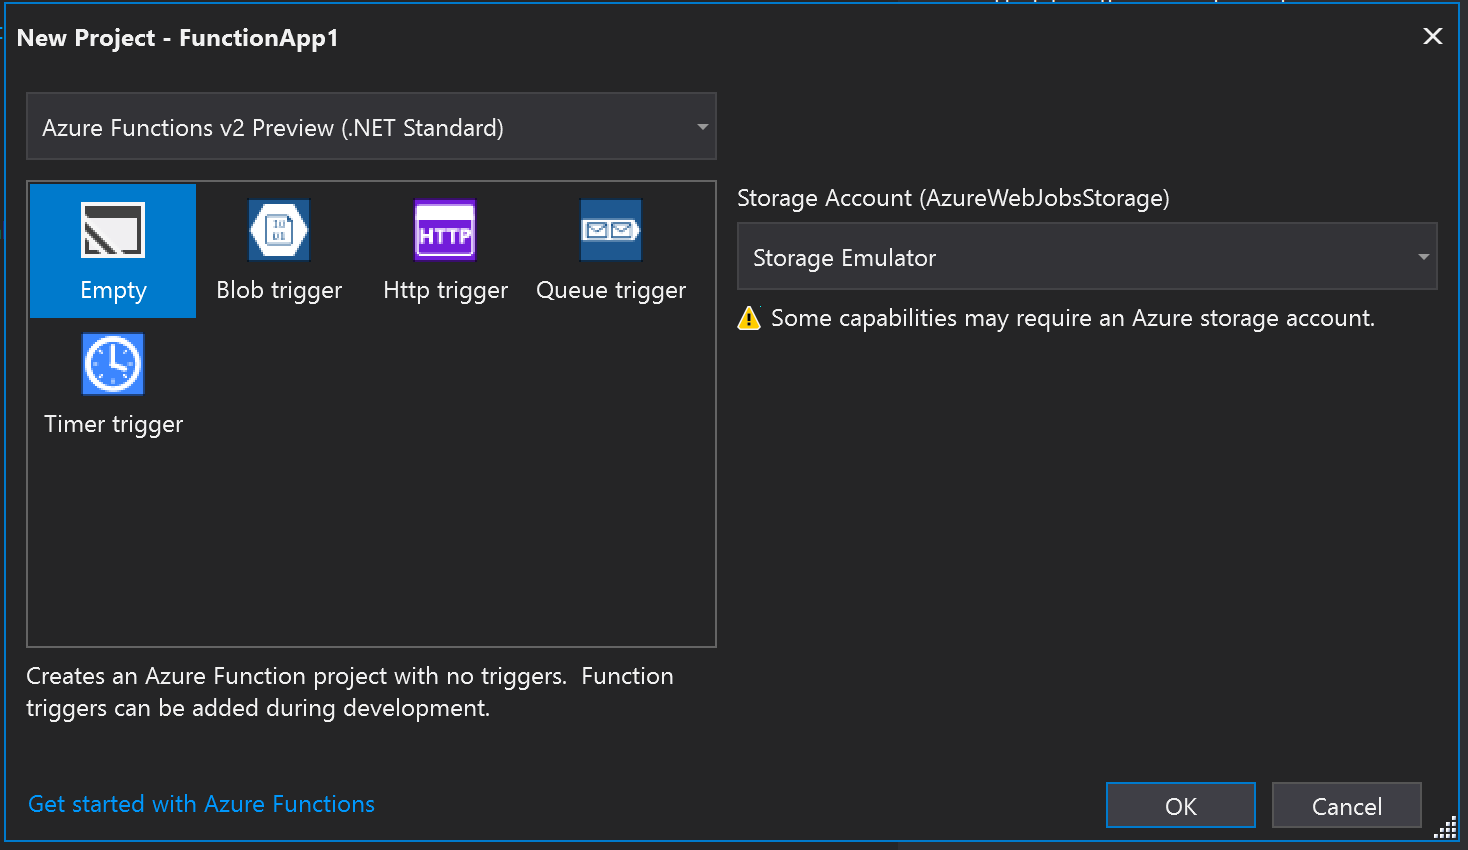 New Project - FunctionApp1
Azure Functions v2 Preview (.NET Standard)
Empty
Blob trigger
HTTP
Http trigger
Queue trigger
Timer trigger
Storage Account (AzureWebJobsStorage)
Storage Emulator
Some capabilities may require an Azure storage account.
Creates an Azure Function project with no triggers.  Function
triggers can be added during development.
Get started with Azure Functions
OK
Cancel